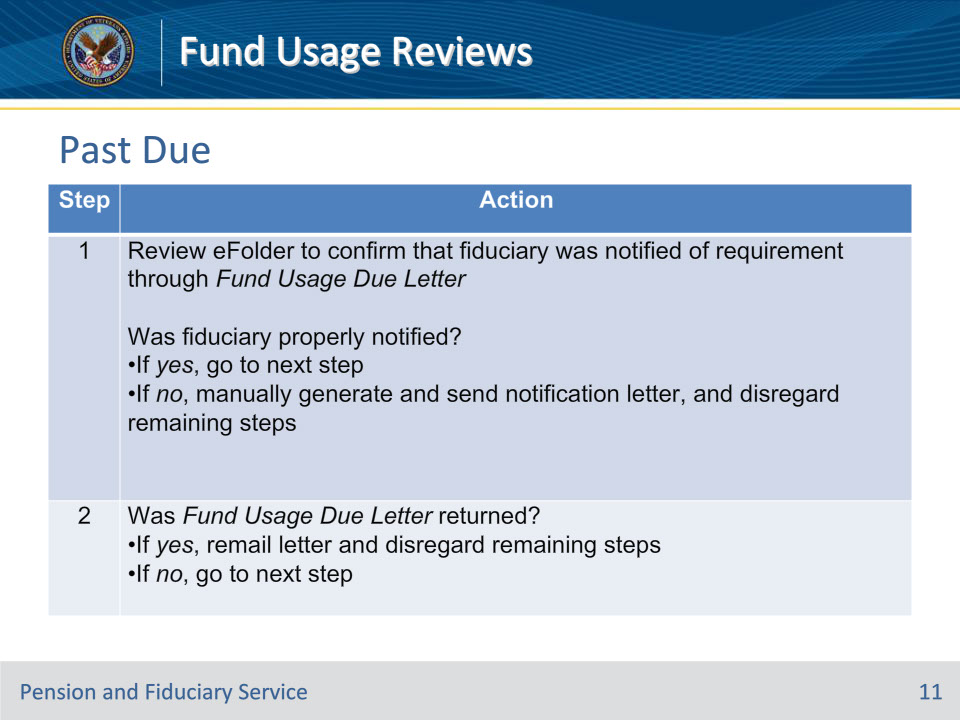 Fund Usage Reviews
Past Due
Step Action
1 Review eFolder to confirm that fiduciary was notified of requirement
through Fund Usage Due Letter
Was fiduciary properly notified?
•If yes, go to next step
•If no, manually generate and send notification letter, and disregard
remaining steps
2 Was Fund Usage Due Letter returned?
•If yes, remail letter and disregard remaining steps
•If no, go to next step
Pension and Fiduciary Service 11